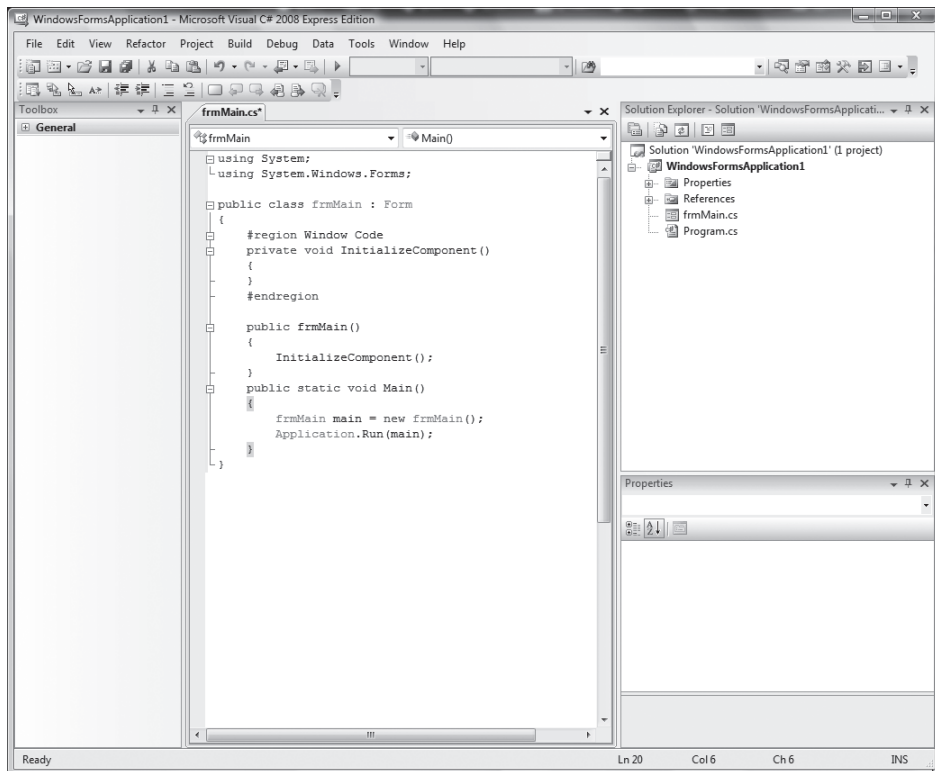 WindowsFormsApplication1 - Microsoft Visual C# 2008 Express Edition
File Edit View Refactor Project Build Debug Data Tools Window Help
Toolbox
General
frmMain.cs*
frmMain
Main()
using System;
using System.Windows.Forms;
public class frmMain : Form
{
#region Window Code
private void InitializeComponent()
{
}
#endregion
public frmMain()
{
InitializeComponent();
}
public static void Main()
{
frmMain main = new frmMain();
Application.Run(main);
}
}
Solution Explorer - Solution 'WindowsFormsApplicati...
Solution 'WindowsFormsApplication1' (1 project)
WindowsFormsApplication1
Properties
References
frmMain.cs
Program.cs
Properties
Ready
Ln 20 Col 6 Ch 6 INS